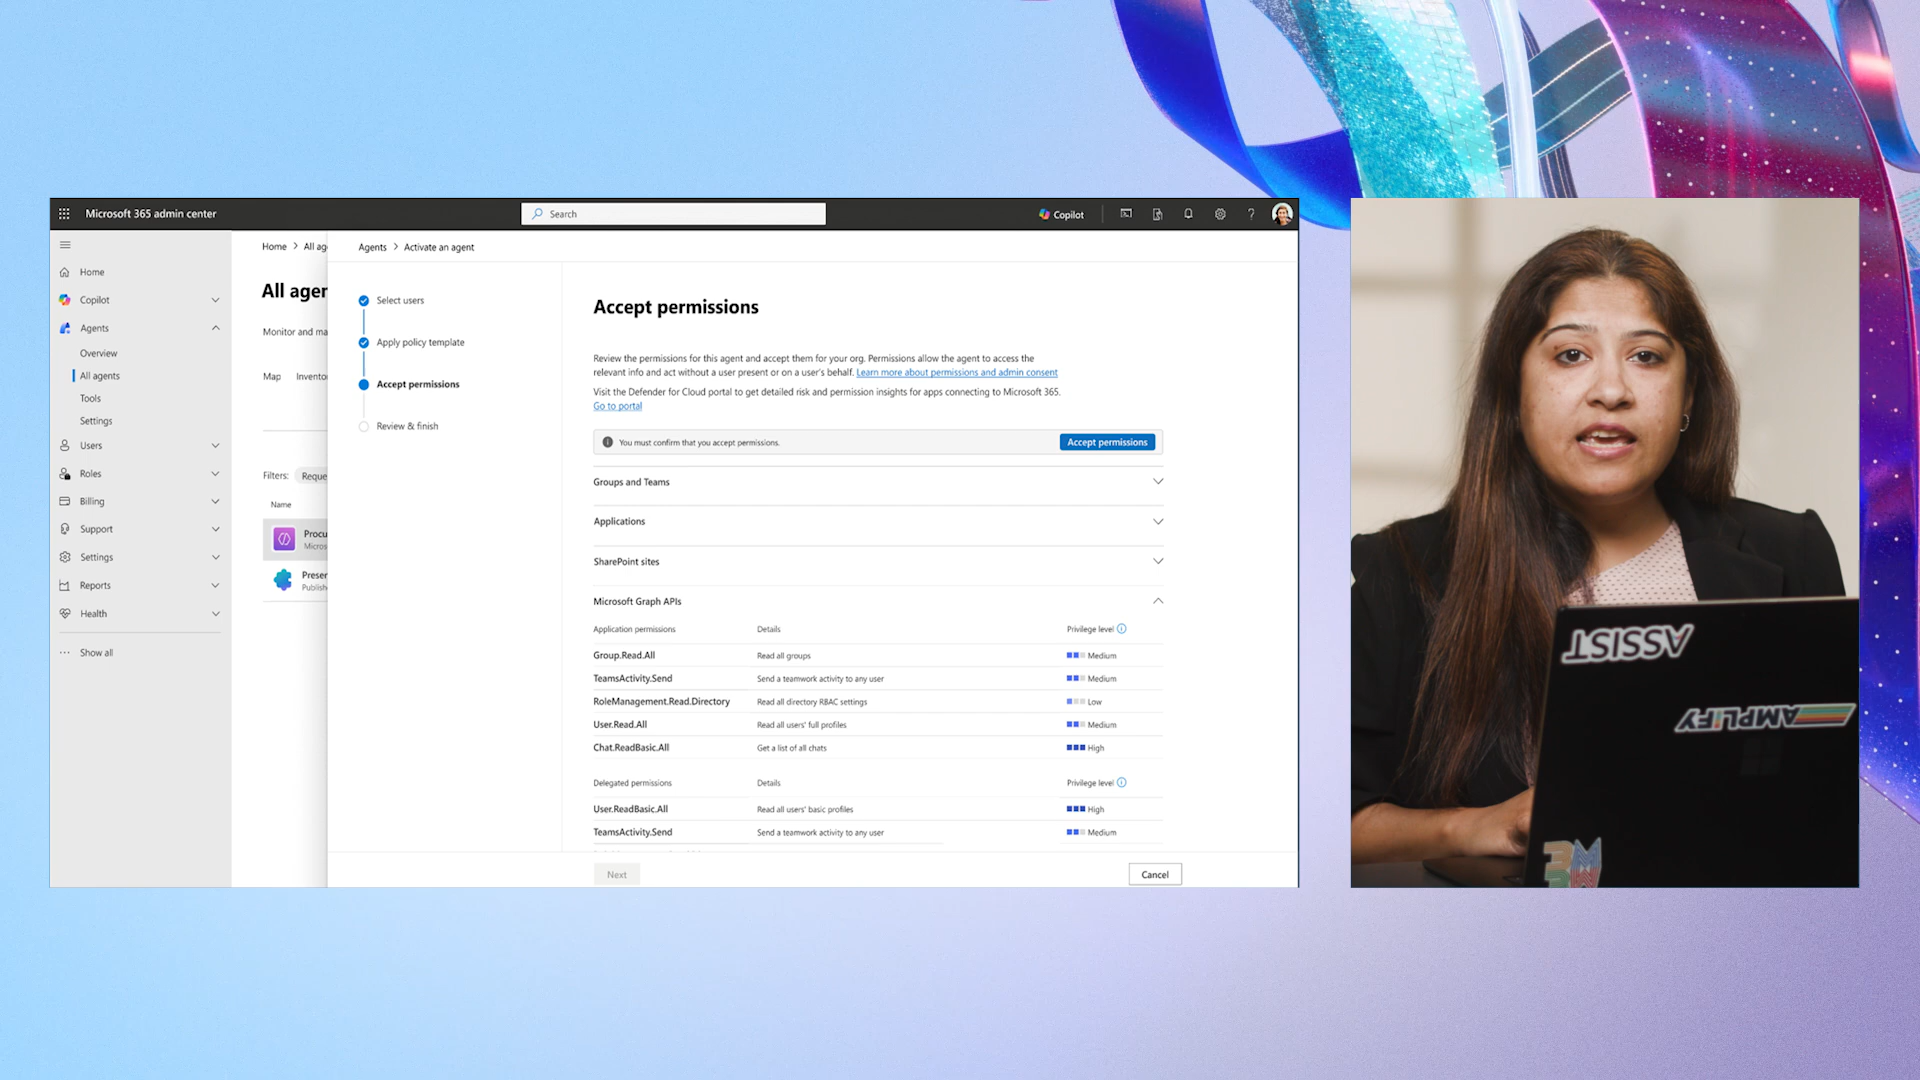 Microsoft 365 admin center
Search
Copilot
?
Home
Copilot
Agents
Overview
All agents
Tools
Settings
Users
Roles
Billing
Support
Settings
Reports
Health
Show all
Home > All ag
All agen
Monitor and ma
Map Invento
Filters: Reque
Name
Procu
Micros
Presen
Publish
Agents > Activate an agent
Select users
Apply policy template
Accept permissions
Review & finish
Accept permissions
Review the permissions for this agent and accept them for your org. Permissions allow the agent to access the
relevant info and act without a user present or on a user's behalf. Learn more about permissions and admin consent
Visit the Defender for Cloud portal to get detailed risk and permission insights for apps connecting to Microsoft 365.
Go to portal
You must confirm that you accept permissions. Accept permissions
Groups and Teams
Applications
SharePoint sites
Microsoft Graph APIs
Application permissions Details Privilege level
Group.Read.All Read all groups Medium
TeamsActivity.Send Send a teamwork activity to any user Medium
RoleManagement.Read.Directory Read all directory RBAC settings Low
User.Read.All Read all users' full profiles Medium
Chat.ReadBasic.All Get a list of all chats High
Delegated permissions Details Privilege level
User.ReadBasic.All Read all users' basic profiles High
TeamsActivity.Send Send a teamwork activity to any user Medium
Next Cancel
ASSIST
AMPLIFY